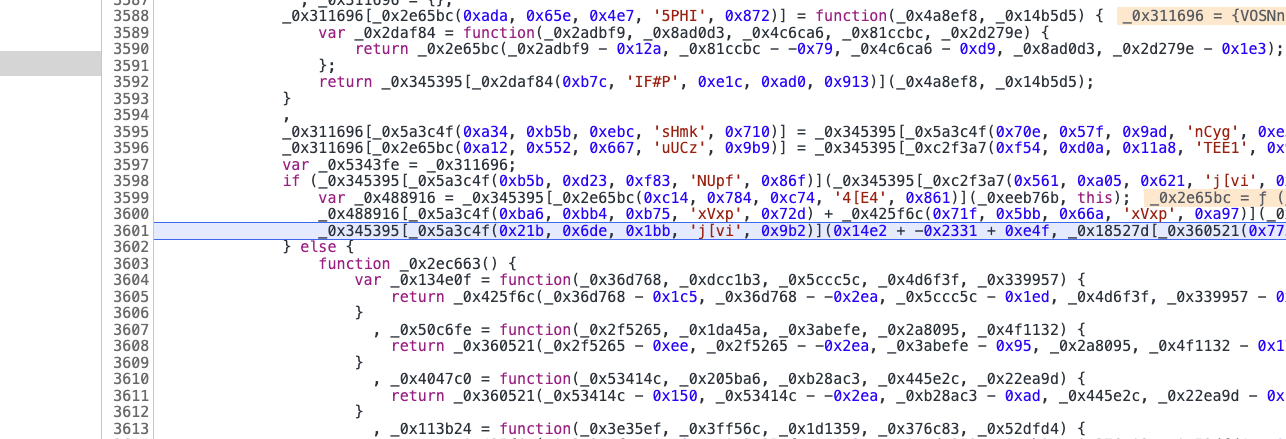 3587 , _0x311696 = {};
3588 _0x311696[_0x2e65bc(0xada, 0x65e, 0x4e7, '5PHI', 0x872)] = function(_0x4a8ef8, _0x14b5d5) { _0x311696 = {VOSNn
3589 var _0x2daf84 = function(_0x2adbf9, _0x8ad0d3, _0x4c6ca6, _0x81ccbc, _0x2d279e) {
3590 return _0x2e65bc(_0x2adbf9 - 0x12a, _0x81ccbc - -0x79, _0x4c6ca6 - 0xd9, _0x8ad0d3, _0x2d279e - 0x1e3);
3591 };
3592 return _0x345395[_0x2daf84(0xb7c, 'IF#P', 0xe1c, 0xad0, 0x913)](_0x4a8ef8, _0x14b5d5);
3593 }
3594 ,
3595 _0x311696[_0x5a3c4f(0xa34, 0xb5b, 0xebc, 'sHmk', 0x710)] = _0x345395[_0x5a3c4f(0x70e, 0x57f, 0x9ad, 'nCyg', 0xe
3596 _0x311696[_0x2e65bc(0xa12, 0x552, 0x667, 'uUCz', 0x9b9)] = _0x345395[_0xc2f3a7(0xf54, 0xd0a, 0x11a8, 'TEE1',
3597 var _0x5343fe = _0x311696;
3598 if (_0x345395[_0x5a3c4f(0xb5b, 0xd23, 0xf83, 'NUpf', 0x86f)](_0x345395[_0xc2f3a7(0x561, 0xa05, 0x621, 'j[vi', 0
3599 var _0x488916 = _0x345395[_0x2e65bc(0xc14, 0x784, 0xc74, '4[E4', 0x861)](_0xeeb76b, this); _0x2e65bc = ƒ (
3600 _0x488916[_0x5a3c4f(0xba6, 0xbb4, 0xb75, 'xVxp', 0x72d) + _0x425f6c(0x71f, 0x5bb, 0x66a, 'xVxp', 0xa97)](_0
3601 _0x345395[_0x5a3c4f(0x21b, 0x6de, 0x1bb, 'j[vi', 0x9b2)](0x14e2 + -0x2331 + 0xe4f, _0x18527d[_0x360521(0x77
3602 } else {
3603 function _0x2ec663() {
3604 var _0x134e0f = function(_0x36d768, _0xdcc1b3, _0x5ccc5c, _0x4d6f3f, _0x339957) {
3605 return _0x425f6c(_0x36d768 - 0x1c5, _0x36d768 - -0x2ea, _0x5ccc5c - 0x1ed, _0x4d6f3f, _0x339957 - 0
3606 }
3607 , _0x50c6fe = function(_0x2f5265, _0x1da45a, _0x3abefe, _0x2a8095, _0x4f1132) {
3608 return _0x360521(_0x2f5265 - 0xee, _0x2f5265 - -0x2ea, _0x3abefe - 0x95, _0x2a8095, _0x4f1132 - 0x1
3609 }
3610 , _0x4047c0 = function(_0x53414c, _0x205ba6, _0xb28ac3, _0x445e2c, _0x22ea9d) {
3611 return _0x360521(_0x53414c - 0x150, _0x53414c - -0x2ea, _0xb28ac3 - 0xad, _0x445e2c, _0x22ea9d - 0x
3612 }
3613 , _0x113b24 = function(_0x3e35ef, _0x3ff56c, _0x1d1359, _0x376c83, _0x52dfd4) {